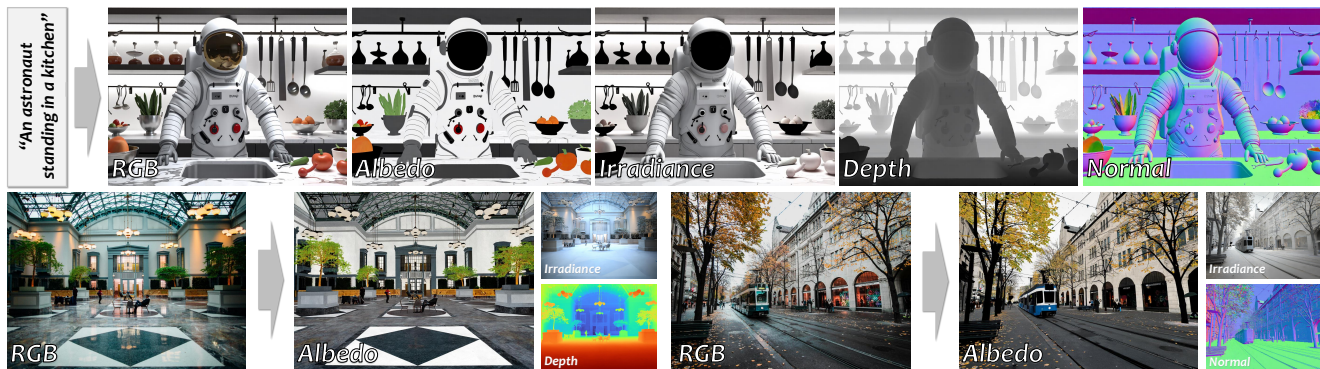 “An astronaut
standing in a kitchen”
RGB
Albedo
Irradiance
Depth
Normal
RGB
Albedo
Irradiance
Depth
RGB
Albedo
Irradiance
Normal